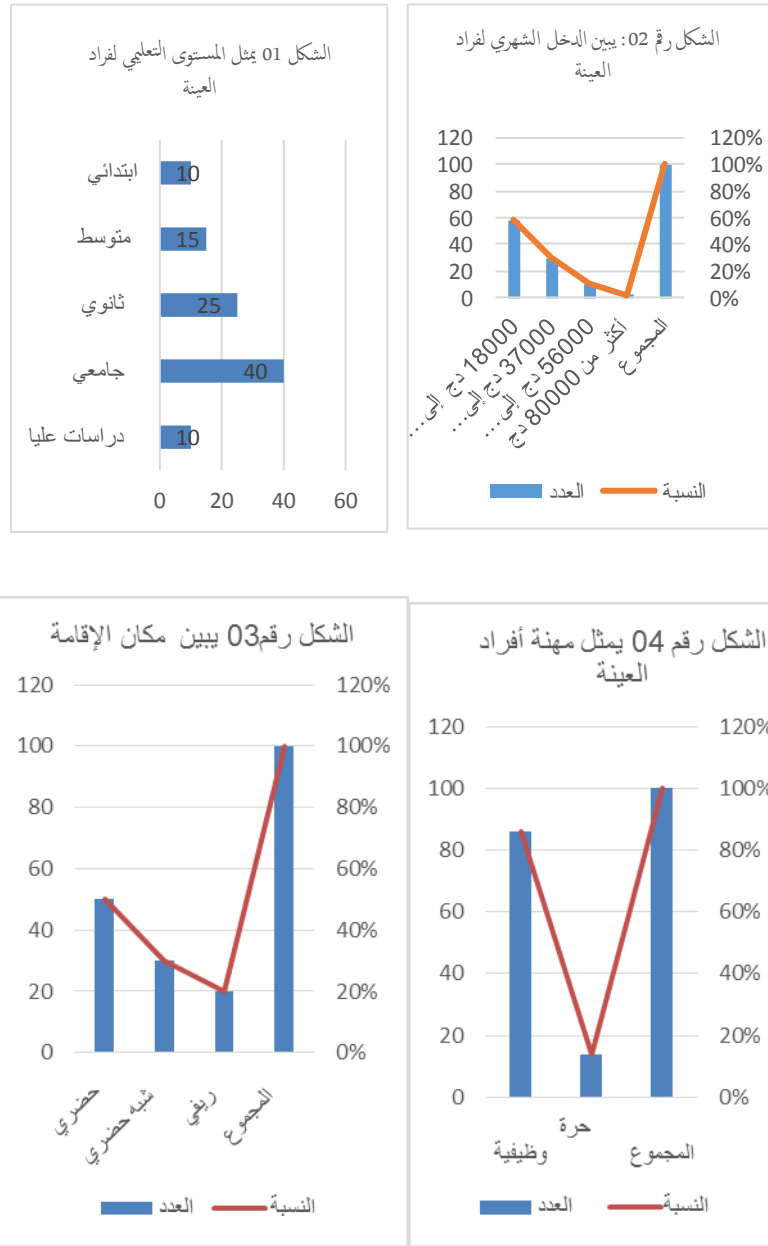 الشكل 01 يمثل المستوى التعليمي لفراد
العينة
ابتدائي
10
متوسط
15
ثانوي
25
جامعي
40
دراسات عليا
10
0 20 40 60
الشكل رقم 02: يبين الدخل الشهري لفراد
العينة
120 120%
100 100%
80 80%
60 60%
40 40%
20 20%
0 0%
18000 دج إلى...
37000 دج إلى...
56000 دج إلى...
أكثر من 80000 دج
المجموع
العدد النسبة
الشكل رقم03 يبين مكان الإقامة
120 120%
100 100%
80 80%
60 60%
40 40%
20 20%
0 0%
حضري
شبه حضري
ريفي
المجموع
العدد النسبة
الشكل رقم 04 يمثل مهنة أفراد
العينة
120 120%
100 100%
80 80%
60 60%
40 40%
20 20%
0 0%
وظيفية
حرة
المجموع
العدد النسبة